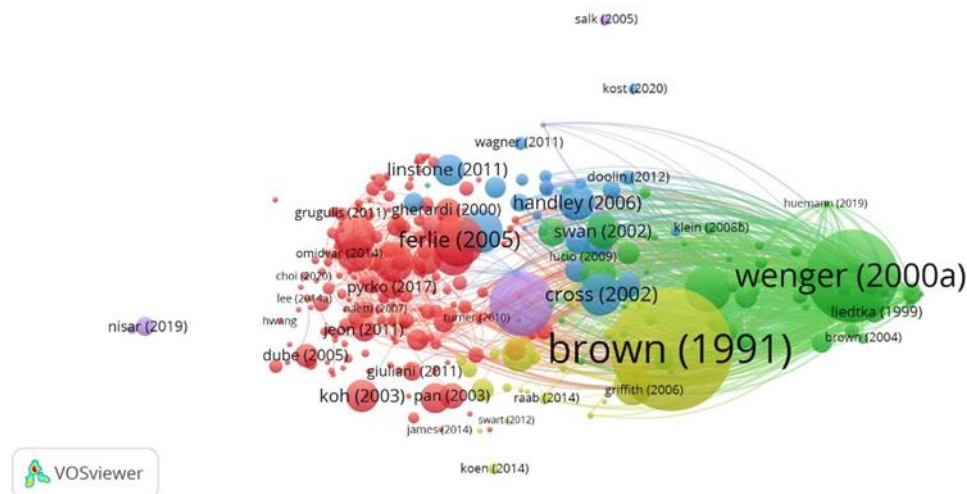 salk (2005)
kost (2020)
wagner (2011)
linstone (2011)
doolin (2012)
handley (2006)
huemann (2019)
grugulis (2011)
gherardi (2000)
swan (2002)
klein (2008b)
ferlie (2005)
omidvar (2014)
lucio (2009)
choi (2020)
wenger (2000a)
pyrko (2017)
cross (2002)
lee (2014a)
naetti (2007)
liedtka (1999)
hwang
turner (2010)
nisar (2019)
jeon (2011)
brown (2004)
brown (1991)
dube (2005)
giuliani (2011)
griffith (2006)
koh (2003)
pan (2003)
raab (2014)
swart (2012)
james (2014)
koen (2014)
VOSviewer